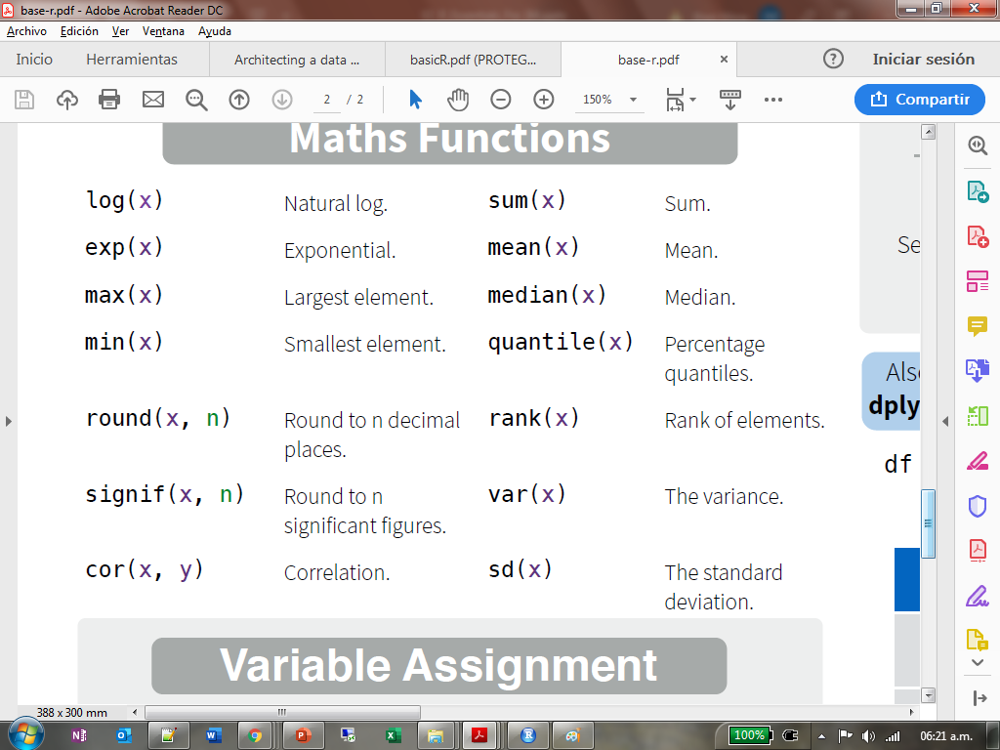 base-r.pdf - Adobe Acrobat Reader DC
Archivo Edición Ver Ventana Ayuda
Inicio Herramientas Architecting a data ... basicR.pdf (PROTEG... base-r.pdf × ? Iniciar sesión
2 / 2 150% Compartir
Maths Functions
log(x) Natural log. sum(x) Sum.
exp(x) Exponential. mean(x) Mean.
max(x) Largest element. median(x) Median.
min(x) Smallest element. quantile(x) Percentage
quantiles.
round(x, n) Round to n decimal
places.
rank(x) Rank of elements.
signif(x, n) Round to n
significant figures.
var(x) The variance.
cor(x, y) Correlation. sd(x) The standard
deviation.
Variable Assignment
Se
Als
dply
df
388 x 300 mm
100% 06:21 a.m.